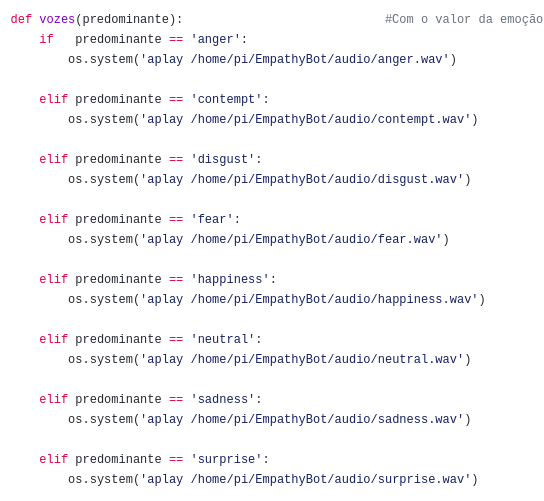 def vozes(predominante):                            #Com o valor da emoção
    if   predominante == 'anger':
        os.system('aplay /home/pi/EmpathyBot/audio/anger.wav')

    elif predominante == 'contempt':
        os.system('aplay /home/pi/EmpathyBot/audio/contempt.wav')

    elif predominante == 'disgust':
        os.system('aplay /home/pi/EmpathyBot/audio/disgust.wav')

    elif predominante == 'fear':
        os.system('aplay /home/pi/EmpathyBot/audio/fear.wav')

    elif predominante == 'happiness':
        os.system('aplay /home/pi/EmpathyBot/audio/happiness.wav')

    elif predominante == 'neutral':
        os.system('aplay /home/pi/EmpathyBot/audio/neutral.wav')

    elif predominante == 'sadness':
        os.system('aplay /home/pi/EmpathyBot/audio/sadness.wav')

    elif predominante == 'surprise':
        os.system('aplay /home/pi/EmpathyBot/audio/surprise.wav')